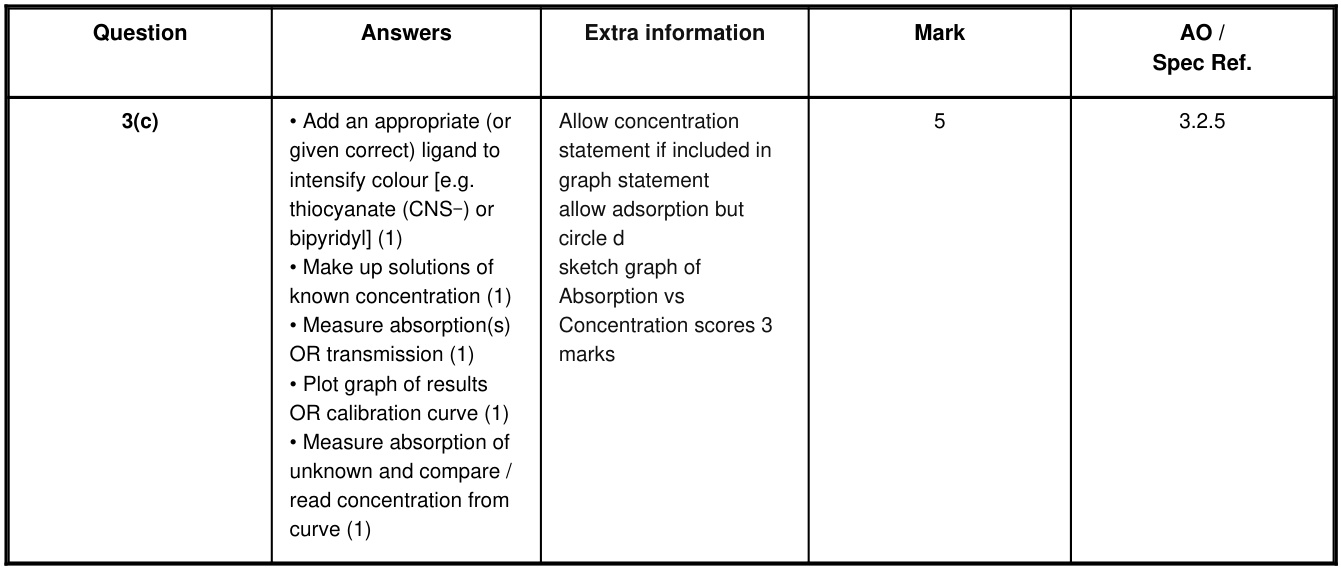 Question
Answers
Extra information
Mark
AO /
Spec Ref.
3(c)
• Add an appropriate (or
given correct) ligand to
intensify colour [e.g.
thiocyanate (CNS–) or
bipyridyl] (1)
• Make up solutions of
known concentration (1)
• Measure absorption(s)
OR transmission (1)
• Plot graph of results
OR calibration curve (1)
• Measure absorption of
unknown and compare /
read concentration from
curve (1)
Allow concentration
statement if included in
graph statement
allow adsorption but
circle d
sketch graph of
Absorption vs
Concentration scores 3
marks
5
3.2.5